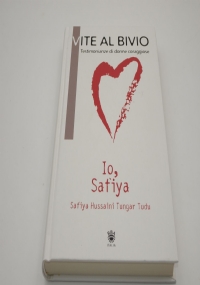 VITE AL BIVIO
Testimonianze di donne coraggiose
Io,
Safiya
Safiya Hussaini Tungar Tudu